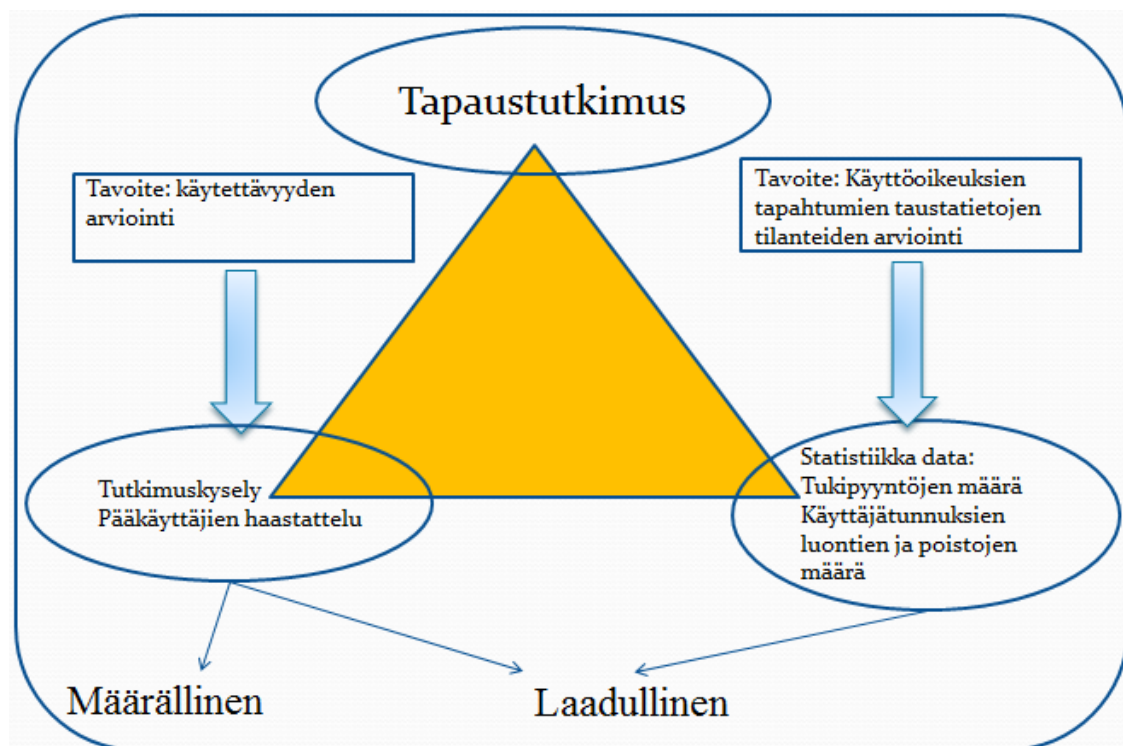 Tapaustutkimus
Tavoite: käytettävyyden
arviointi
Tavoite: Käyttöoikeuksien
tapahtumien taustatietojen
tilanteiden arviointi
Tutkimuskysely
Pääkäyttäjien haastattelu
Statistiikka data:
Tukipyyntöjen määrä
Käyttäjätunnuksien
luontien ja poistojen
määrä
Määrällinen
Laadullinen